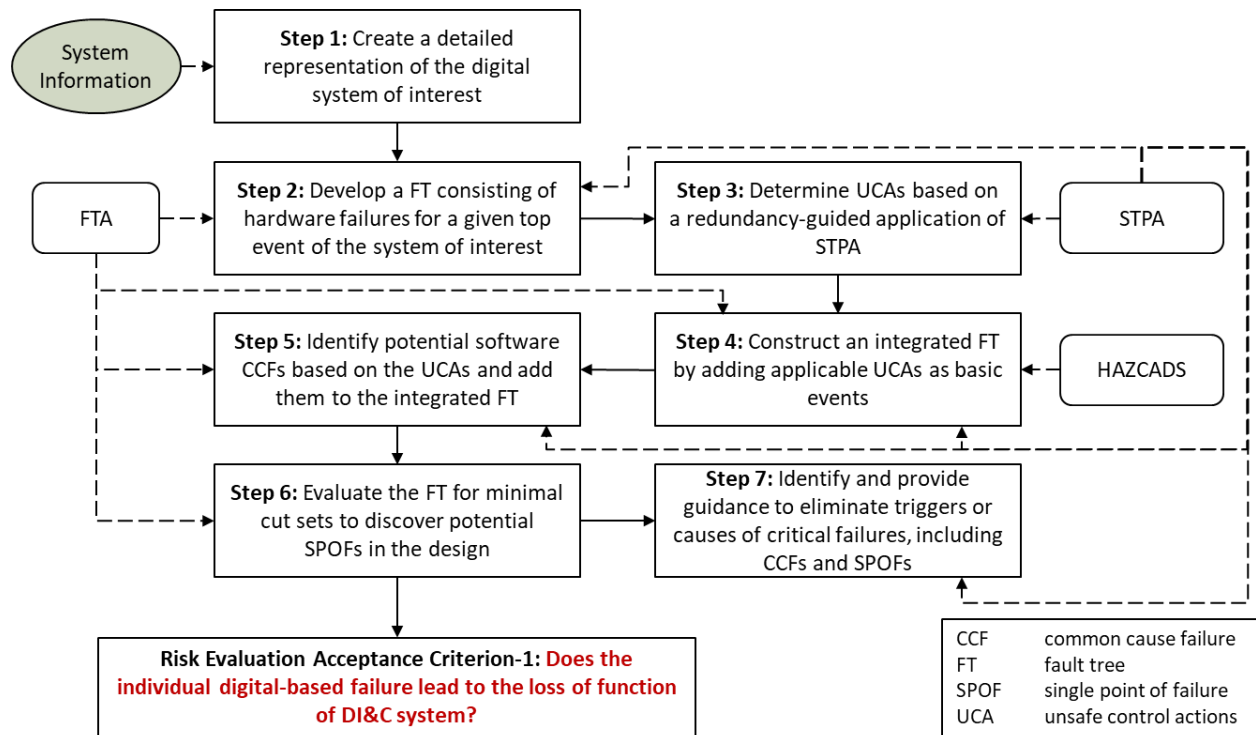 System
Information
Step 1: Create a detailed
representation of the digital
system of interest
FTA
Step 2: Develop a FT consisting of
hardware failures for a given top
event of the system of interest
Step 3: Determine UCAs based on
a redundancy-guided application of
STPA
STPA
Step 5: Identify potential software
CCFs based on the UCAs and add
them to the integrated FT
Step 4: Construct an integrated FT
by adding applicable UCAs as basic
events
HAZCADS
Step 6: Evaluate the FT for minimal
cut sets to discover potential
SPOFs in the design
Step 7: Identify and provide
guidance to eliminate triggers or
causes of critical failures, including
CCFs and SPOFs
Risk Evaluation Acceptance Criterion-1: Does the
individual digital-based failure lead to the loss of function
of DI&C system?
CCF common cause failure
FT fault tree
SPOF single point of failure
UCA unsafe control actions